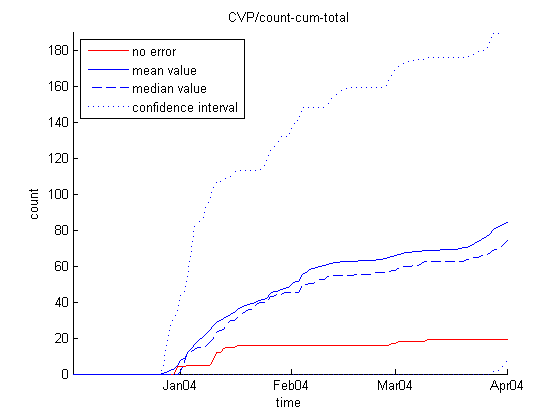 CVP/count-cum-total
no error
mean value
median value
confidence interval
180
160
140
120
100
80
60
40
20
0
count
Jan04 Feb04 Mar04 Apr04
time